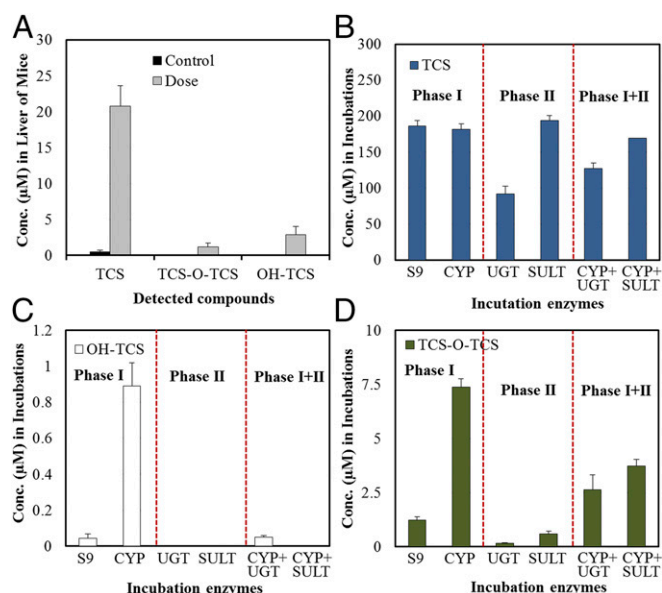 A
Conc. (µM) in Liver of Mice
30
25
20
15
10
5
0
Control
Dose
TCS
TCS-O-TCS
OH-TCS
Detected compounds
B
Conc. (µM) in Incubations
300
250
200
150
100
50
0
TCS
Phase I
Phase II
Phase I+II
S9
CYP
UGT
SULT
CYP+
UGT
CYP+
SULT
Incutation enzymes
C
Conc. (µM) in Incubations
1.2
1
0.8
0.6
0.4
0.2
0
OH-TCS
Phase I
Phase II
Phase I+II
S9
CYP
UGT
SULT
CYP+
UGT
CYP+
SULT
Incubation enzymes
D
Conc. (µM) in Incubations
10
7.5
5
2.5
0
TCS-O-TCS
Phase I
Phase II
Phase I+II
S9
CYP
UGT
SULT
CYP+
UGT
CYP+
SULT
Incubation enzymes